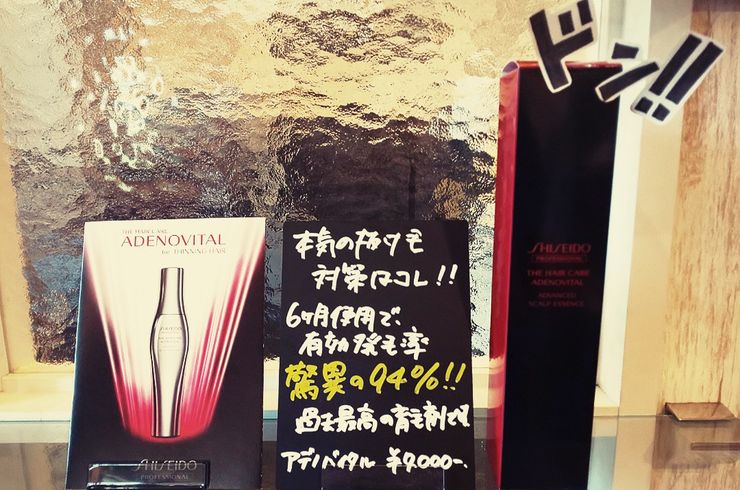 ドン!!
THE HAIR CARE
ADENOVITAL
for THINNING HAIR
SHISEIDO
PROFESSIONAL
本気の抜け毛
対策はコレ!!
6ヶ月使用で、
有効発毛率
驚異の94%!!
過去最高の育毛剤です
アデノバイタル ¥9,000-
SHISEIDO
PROFESSIONAL
THE HAIR CARE
ADENOVITAL
ADVANCED
SCALP ESSENCE